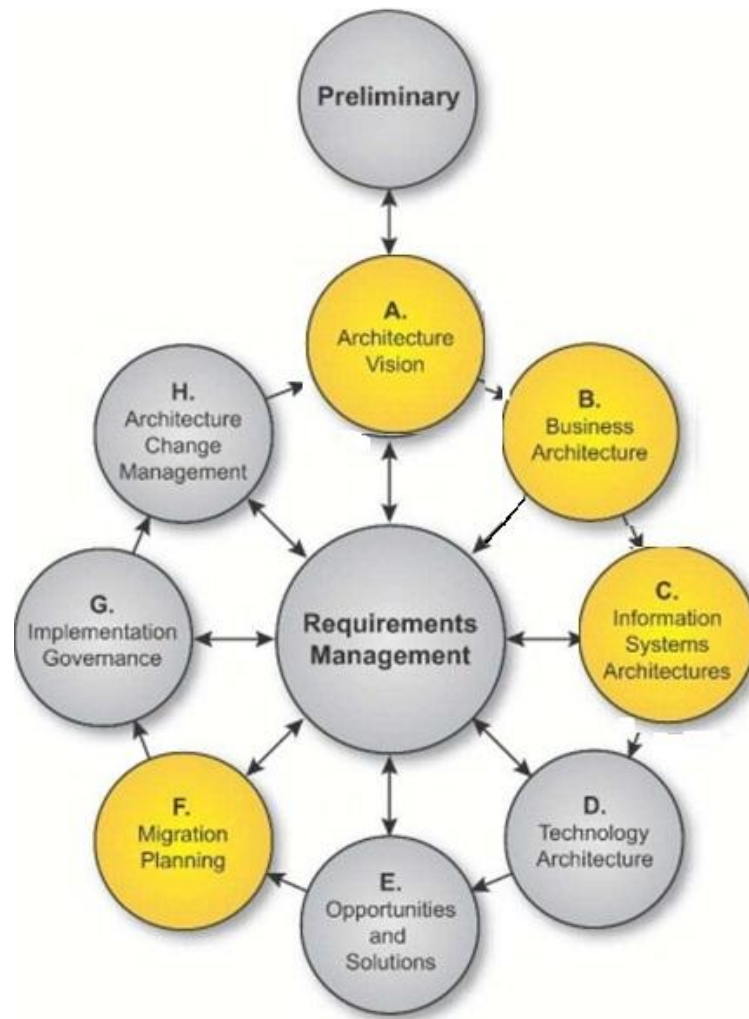 Preliminary
A.
Architecture
Vision
B.
Business
Architecture
C.
Information
Systems
Architectures
D.
Technology
Architecture
E.
Opportunities
and
Solutions
F.
Migration
Planning
G.
Implementation
Governance
H.
Architecture
Change
Management
Requirements
Management